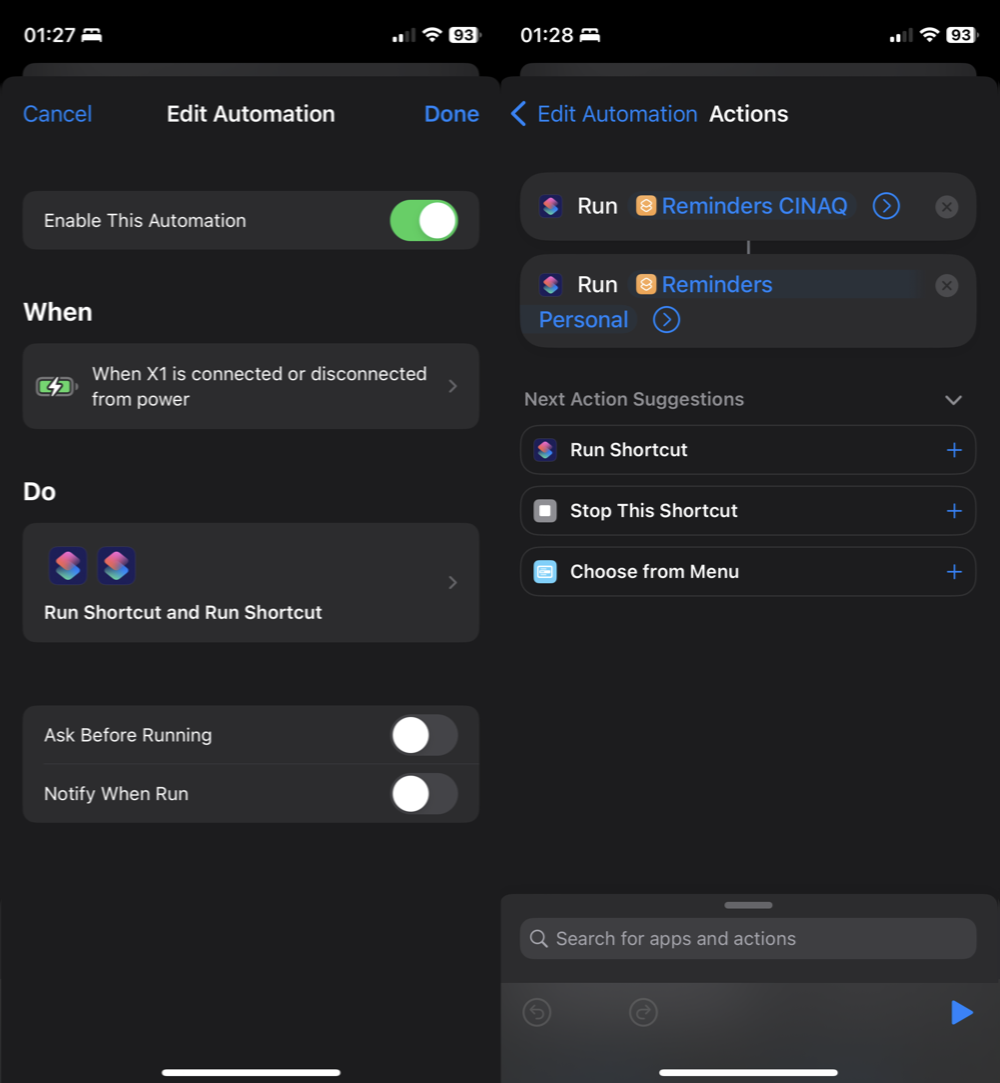 01:27
93
Cancel
Edit Automation
Done
Enable This Automation
When
When X1 is connected or disconnected
from power
Do
Run Shortcut and Run Shortcut
Ask Before Running
Notify When Run
01:28
93
Edit Automation
Actions
Run Reminders CINAQ
Run Reminders
Personal
Next Action Suggestions
Run Shortcut
Stop This Shortcut
Choose from Menu
Search for apps and actions